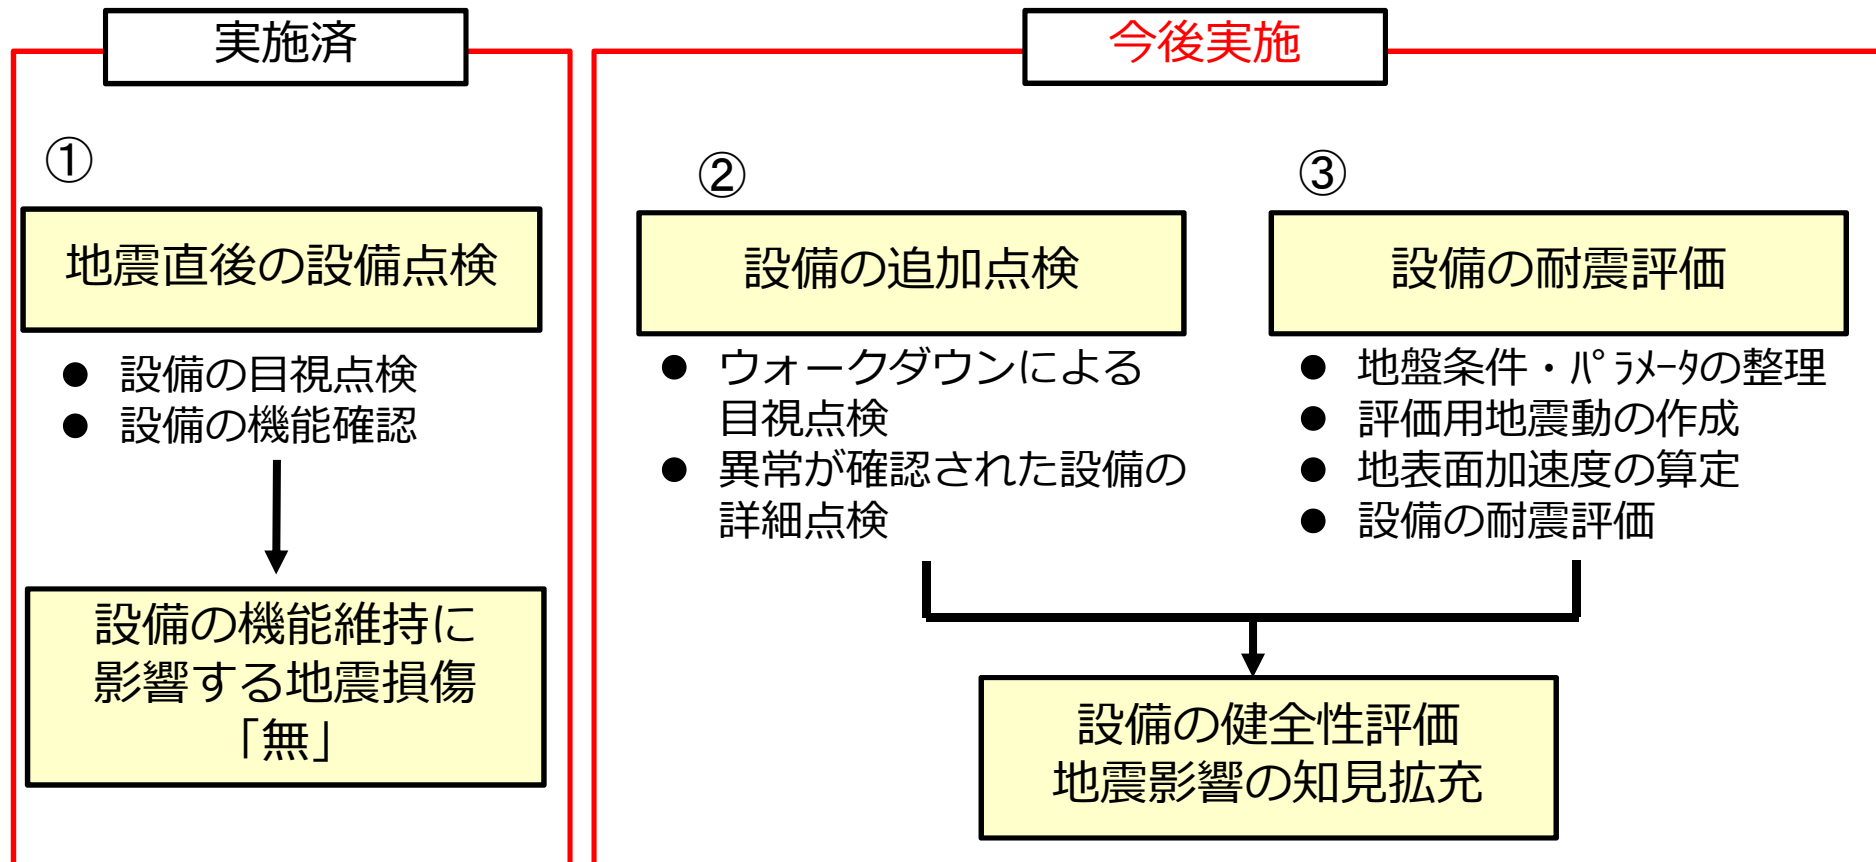 実施済
①
地震直後の設備点検
● 設備の目視点検
● 設備の機能確認
設備の機能維持に
影響する地震損傷
「無」
今後実施
②
設備の追加点検
● ウォークダウンによる
目視点検
● 異常が確認された設備の
詳細点検
③
設備の耐震評価
● 地盤条件・ﾊﾟﾗﾒｰﾀの整理
● 評価用地震動の作成
● 地表面加速度の算定
● 設備の耐震評価
設備の健全性評価
地震影響の知見拡充